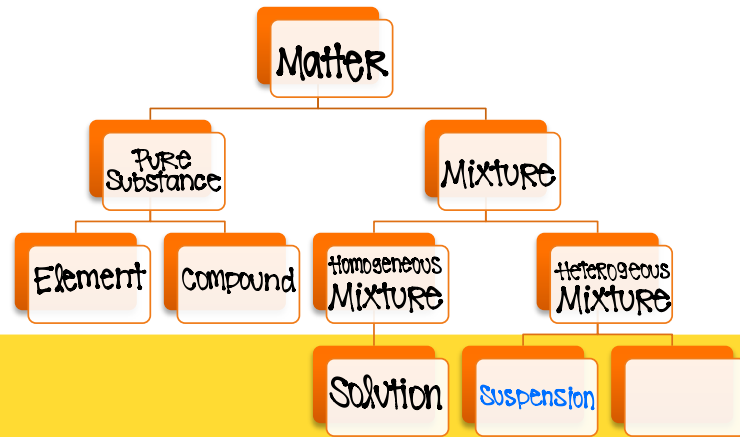 Matter
Pure
Substance
Mixture
Element
Compound
Homogeneous
Mixture
Heterogeous
Mixture
Solution
Suspension